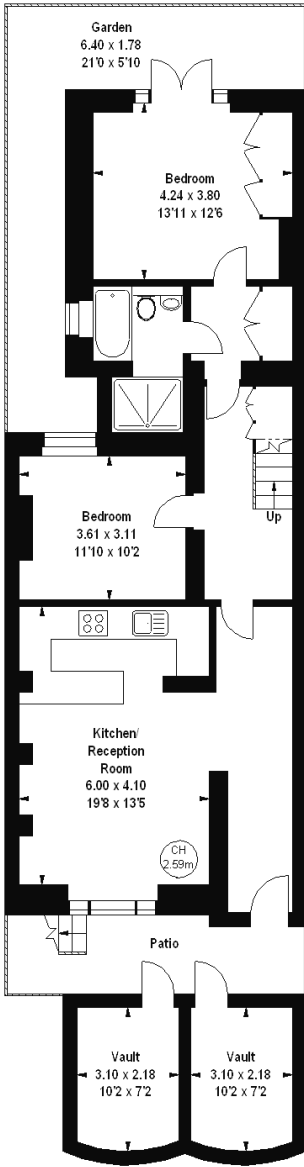 Garden
6.40 x 1.78
21'0 x 5'10
Bedroom
4.24 x 3.80
13'11 x 12'6
Up
Bedroom
3.61 x 3.11
11'10 x 10'2
Kitchen/
Reception
Room
6.00 x 4.10
19'8 x 13'5
CH
2.59m
Patio
Vault
3.10 x 2.18
10'2 x 7'2
Vault
3.10 x 2.18
10'2 x 7'2